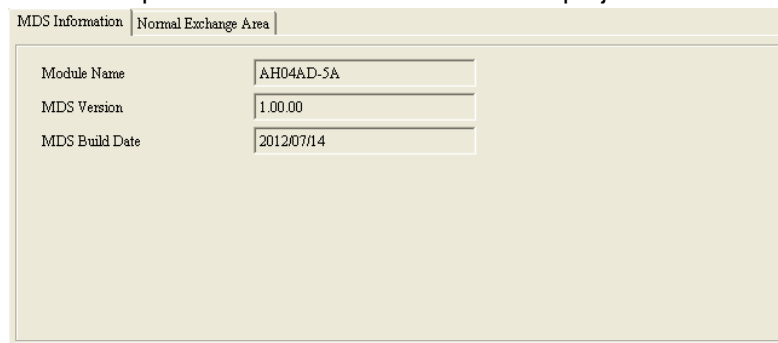 MDS Information Normal Exchange Area
Module Name AH04AD-5A
MDS Version 1.00.00
MDS Build Date 2012/07/14